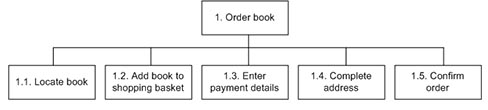 1. Order book
1.1. Locate book
1.2. Add book to
shopping basket
1.3. Enter
payment details
1.4. Complete
address
1.5. Confirm
order